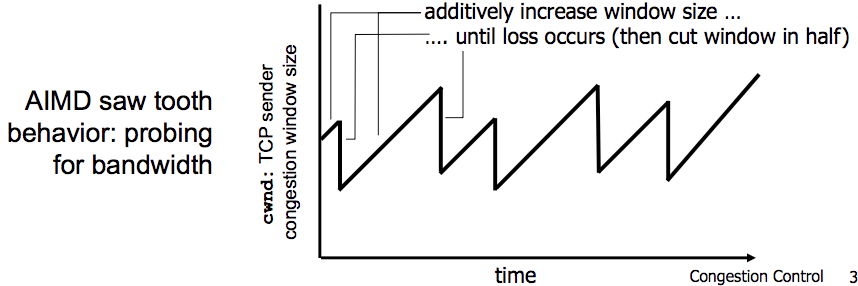 additively increase window size ...
.... until loss occurs (then cut window in half)
AIMD saw tooth
behavior: probing
for bandwidth
cwnd: TCP sender
congestion window size
time
Congestion Control 3